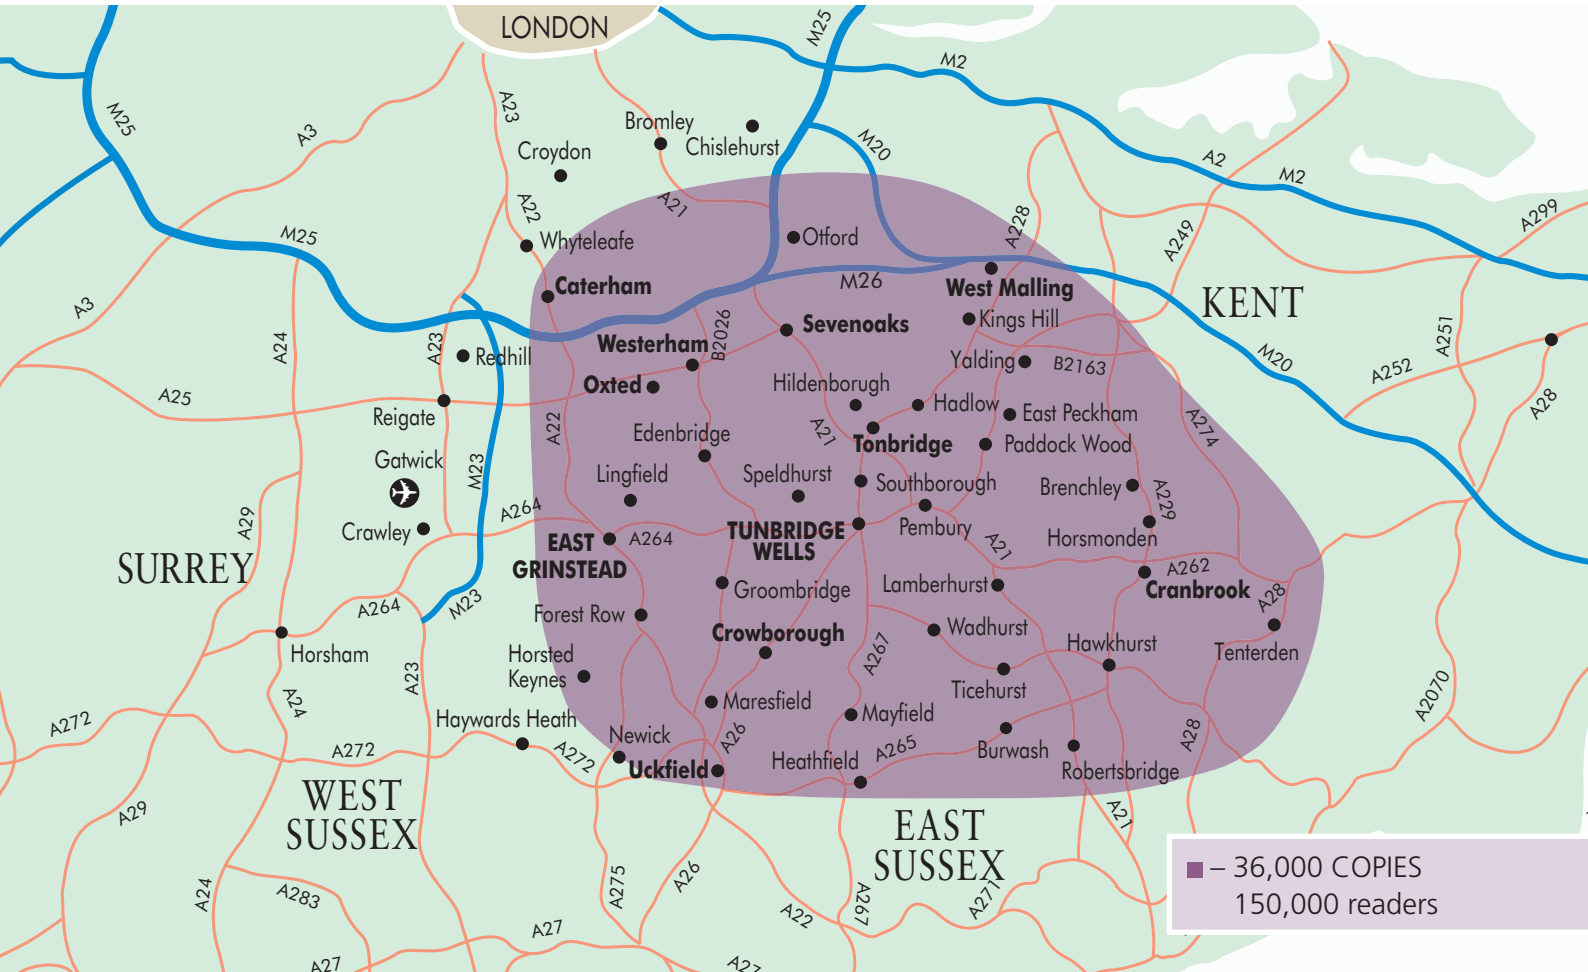 LONDON
M25
M2
A23
M25
A3
Bromley
Chislehurst
M20
Croydon
A2
M2
A22
A21
A228
A299
M25
Whyteleafe
Otford
A249
Caterham
M26
West Malling
KENT
A3
Sevenoaks
Kings Hill
A24
A23
B2026
A251
Westerham
Redhill
Yalding
B2163
M20
A252
Oxted
Hildenborough
A25
Reigate
Hadlow
East Peckham
A28
A22
Edenbridge
A21
Tonbridge
Paddock Wood
A274
Gatwick
M23
Lingfield
Speldhurst
Southborough
Brenchley
A229
A264
A29
Crawley
TUNBRIDGE
WELLS
Pembury
Horsmonden
EAST
GRINSTEAD
A264
A21
SURREY
A262
Groombridge
Lamberhurst
Cranbrook
A264
M23
Forest Row
A28
Crowborough
Wadhurst
Hawkhurst
Tenterden
Horsham
Horsted
Keynes
A267
A23
Ticehurst
A24
Maresfield
Mayfield
A2070
A272
Haywards Heath
Newick
A26
A28
A272
A272
Heathfield
A265
Burwash
Uckfield
Robertsbridge
WEST
SUSSEX
A29
EAST
SUSSEX
A21
– 36,000 COPIES
150,000 readers
A24
A283
A275
A26
A22
A267
A271
A27
A27
A27